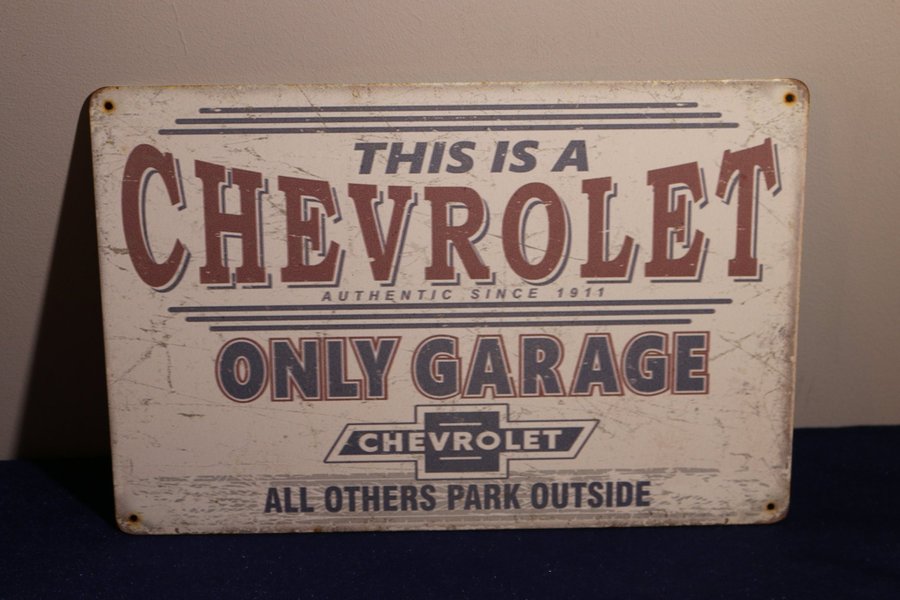 THIS IS A
CHEVROLET
AUTHENTIC SINCE 1911
ONLY GARAGE
CHEVROLET
ALL OTHERS PARK OUTSIDE